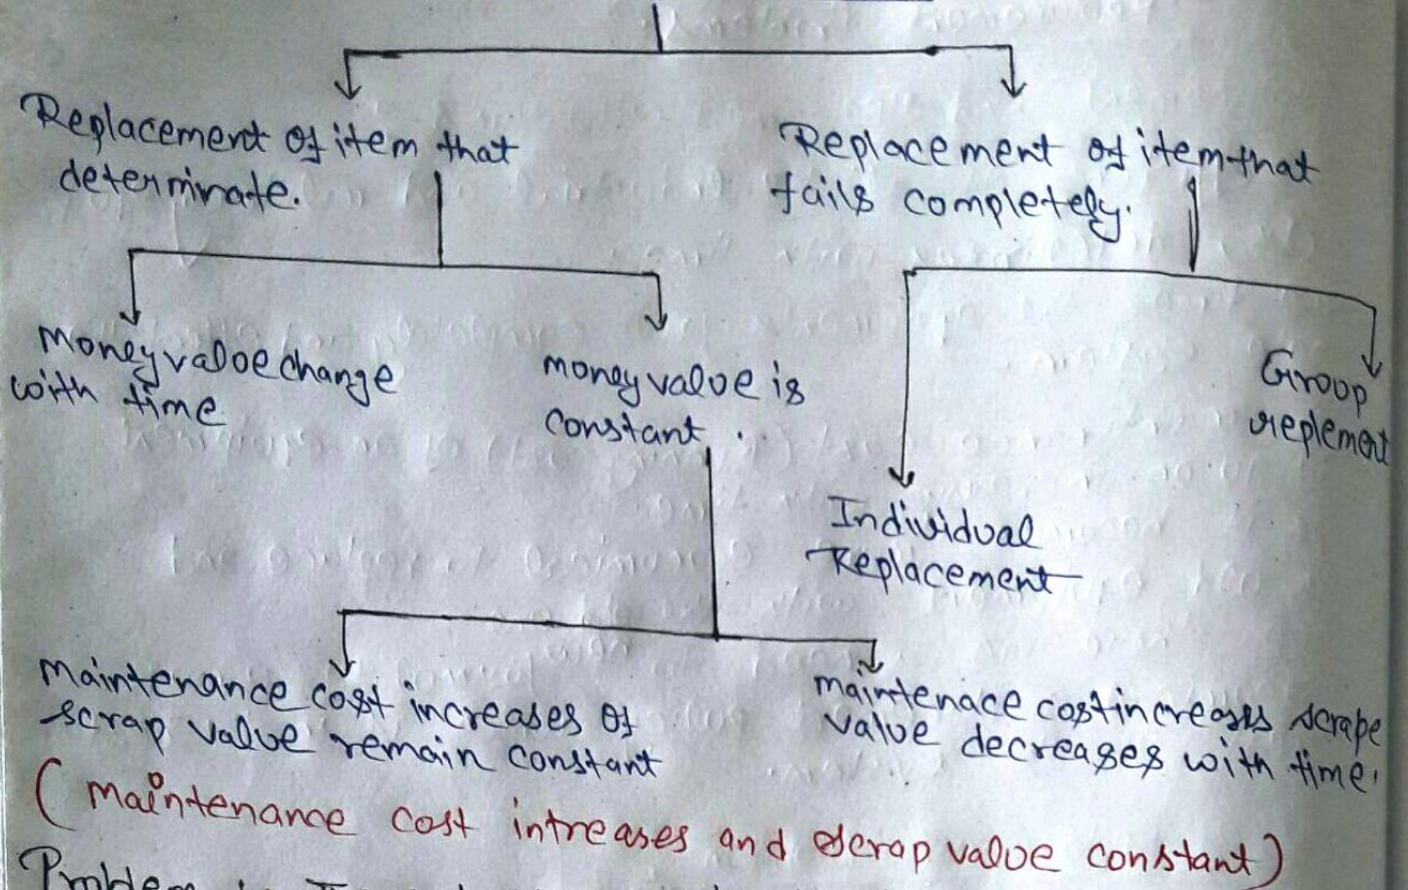 Replacement of item that
determinate.
Replacement of item that
fails completely.
money value change
with time
money value is
constant.
Group
replement
Individual
Replacement
maintenance cost increases of
scrap value remain constant
maintenace cost increases scrape
value decreases with time.
(maintenance cost intreases and scrap value constant)
Problem